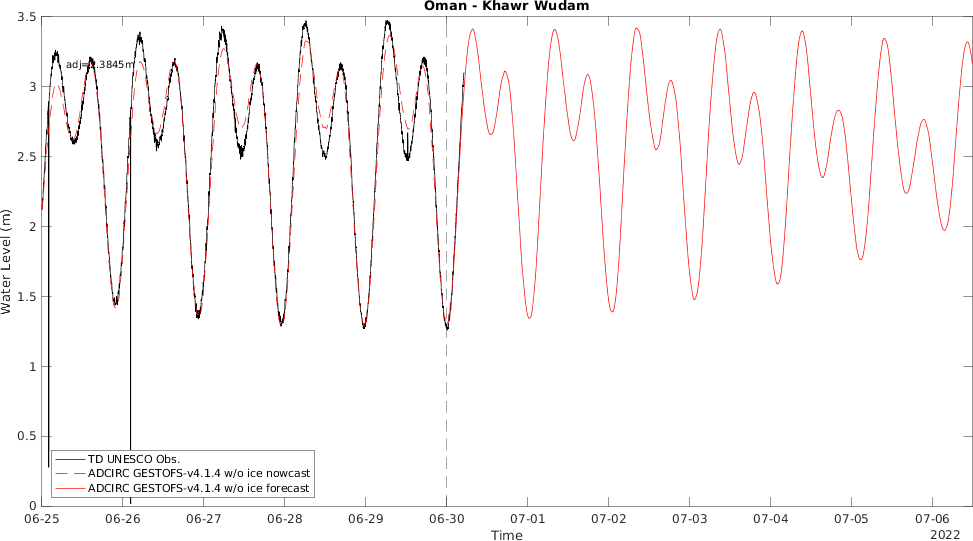 Oman - Khawr Wudam
3.5
3
2.5
2
1.5
1
0.5
0
Water Level (m)
TD UNESCO Obs.
ADCIRC GESTOFS-v4.1.4 w/o ice nowcast
ADCIRC GESTOFS-v4.1.4 w/o ice forecast
06-25 06-26 06-27 06-28 06-29 06-30 07-01 07-02 07-03 07-04 07-05 07-06
Time
2022